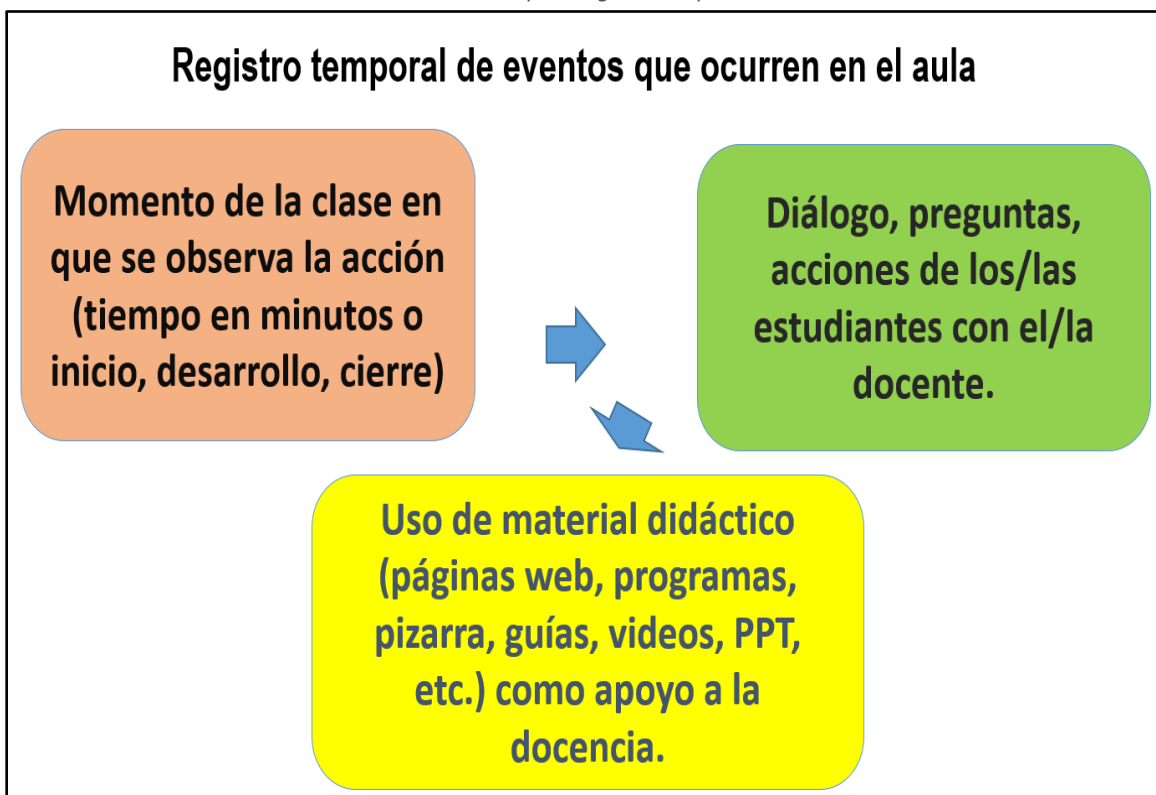 Registro temporal de eventos que ocurren en el aula
Momento de la clase en
que se observa la acción
(tiempo en minutos o
inicio, desarrollo, cierre)
Diálogo, preguntas,
acciones de los/las
estudiantes con el/la
docente.
Uso de material didáctico
(páginas web, programas,
pizarra, guías, videos, PPT,
etc.) como apoyo a la
docencia.